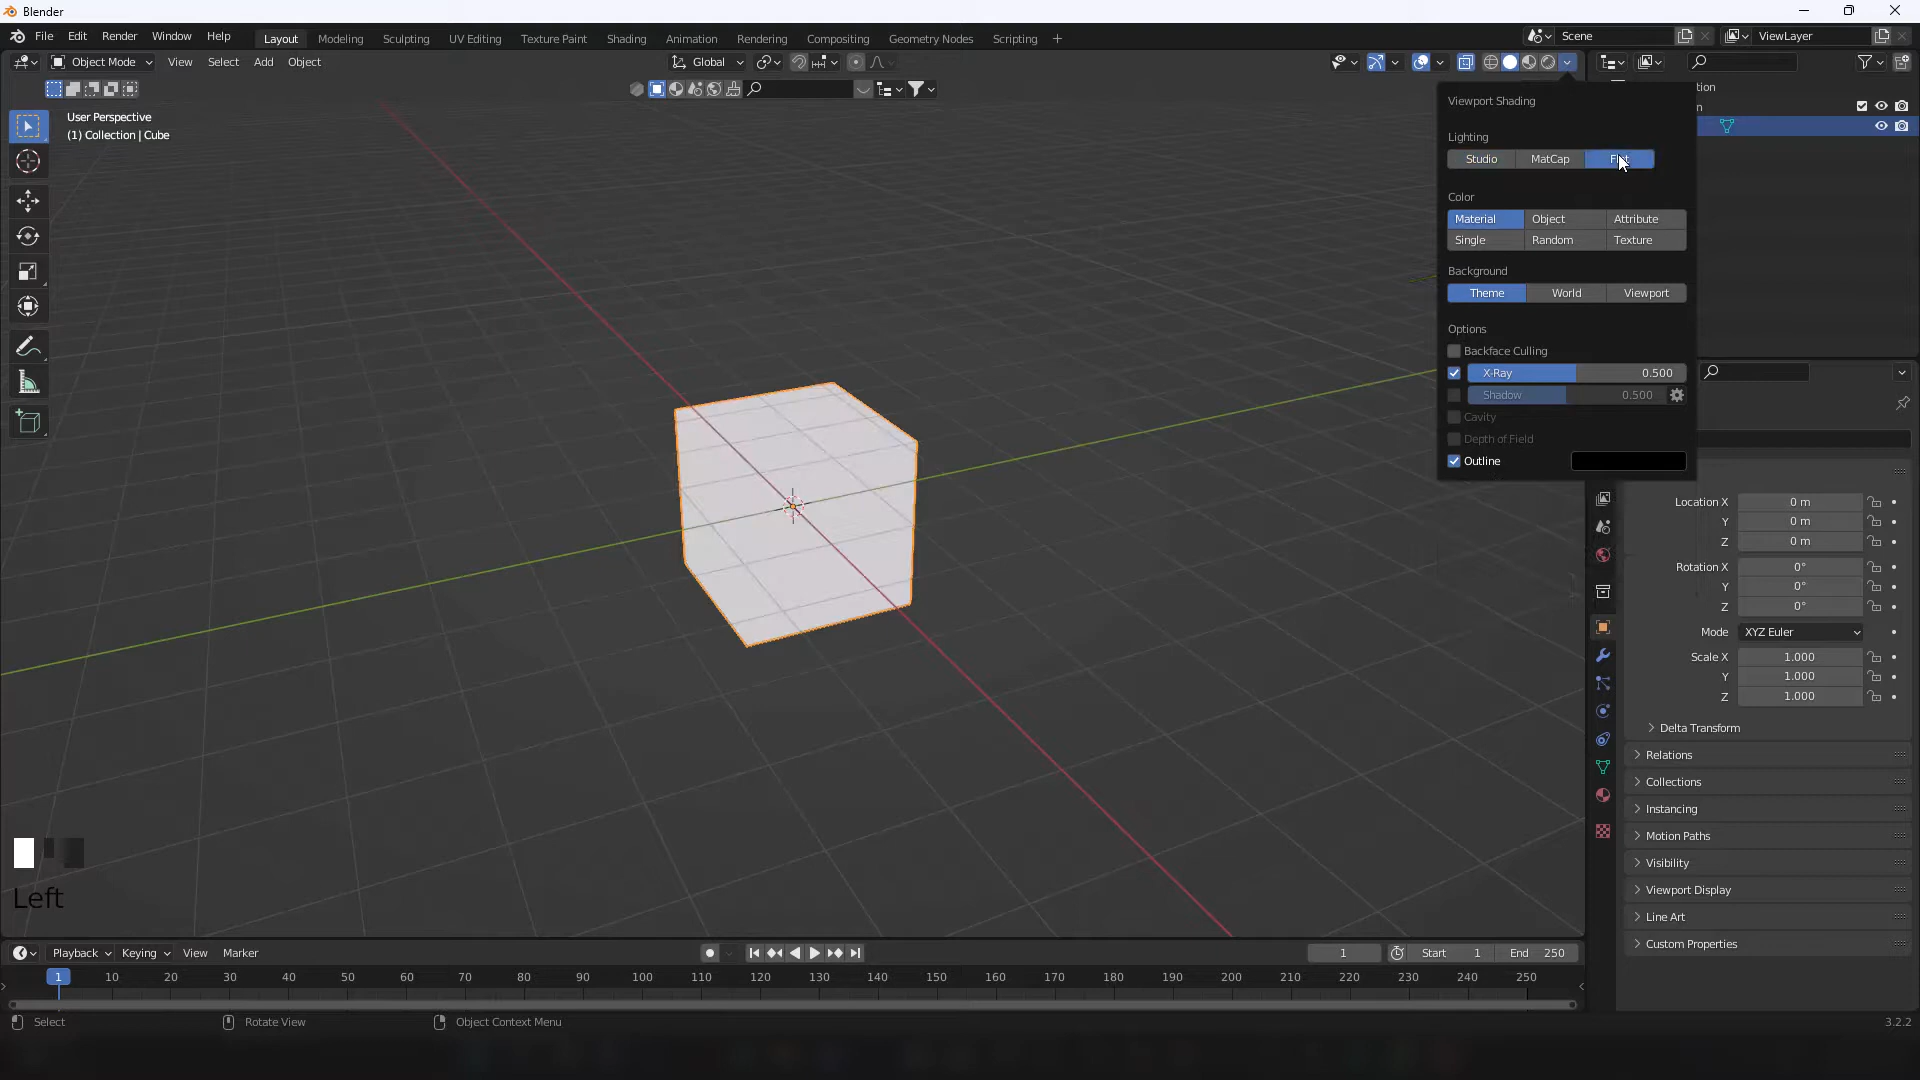 Blender
File Edit Render Window Help Layout Modeling Sculpting UV Editing Texture Paint Shading Animation Rendering Compositing Geometry Nodes Scripting + Scene ViewLayer
Object Mode View Select Add Object Global
User Perspective
(1) Collection | Cube
Viewport Shading
Lighting
Studio MatCap
Color
Material Object Attribute
Single Random Texture
Background
Theme World Viewport
Options
Backface Culling
X-Ray 0.500
Shadow 0.500
Cavity
Depth of Field
Outline
Location X 0 m
Y 0 m
Z 0 m
Rotation X 0°
Y 0°
Z 0°
Mode XYZ Euler
Scale X 1.000
Y 1.000
Z 1.000
Delta Transform
Relations
Collections
Instancing
Motion Paths
Visibility
Viewport Display
Line Art
Custom Properties
Left
Playback Keying View Marker 1 Start 1 End 250
1 10 20 30 40 50 60 70 80 90 100 110 120 130 140 150 160 170 180 190 200 210 220 230 240 250
Select Rotate View Object Context Menu 3.2.2